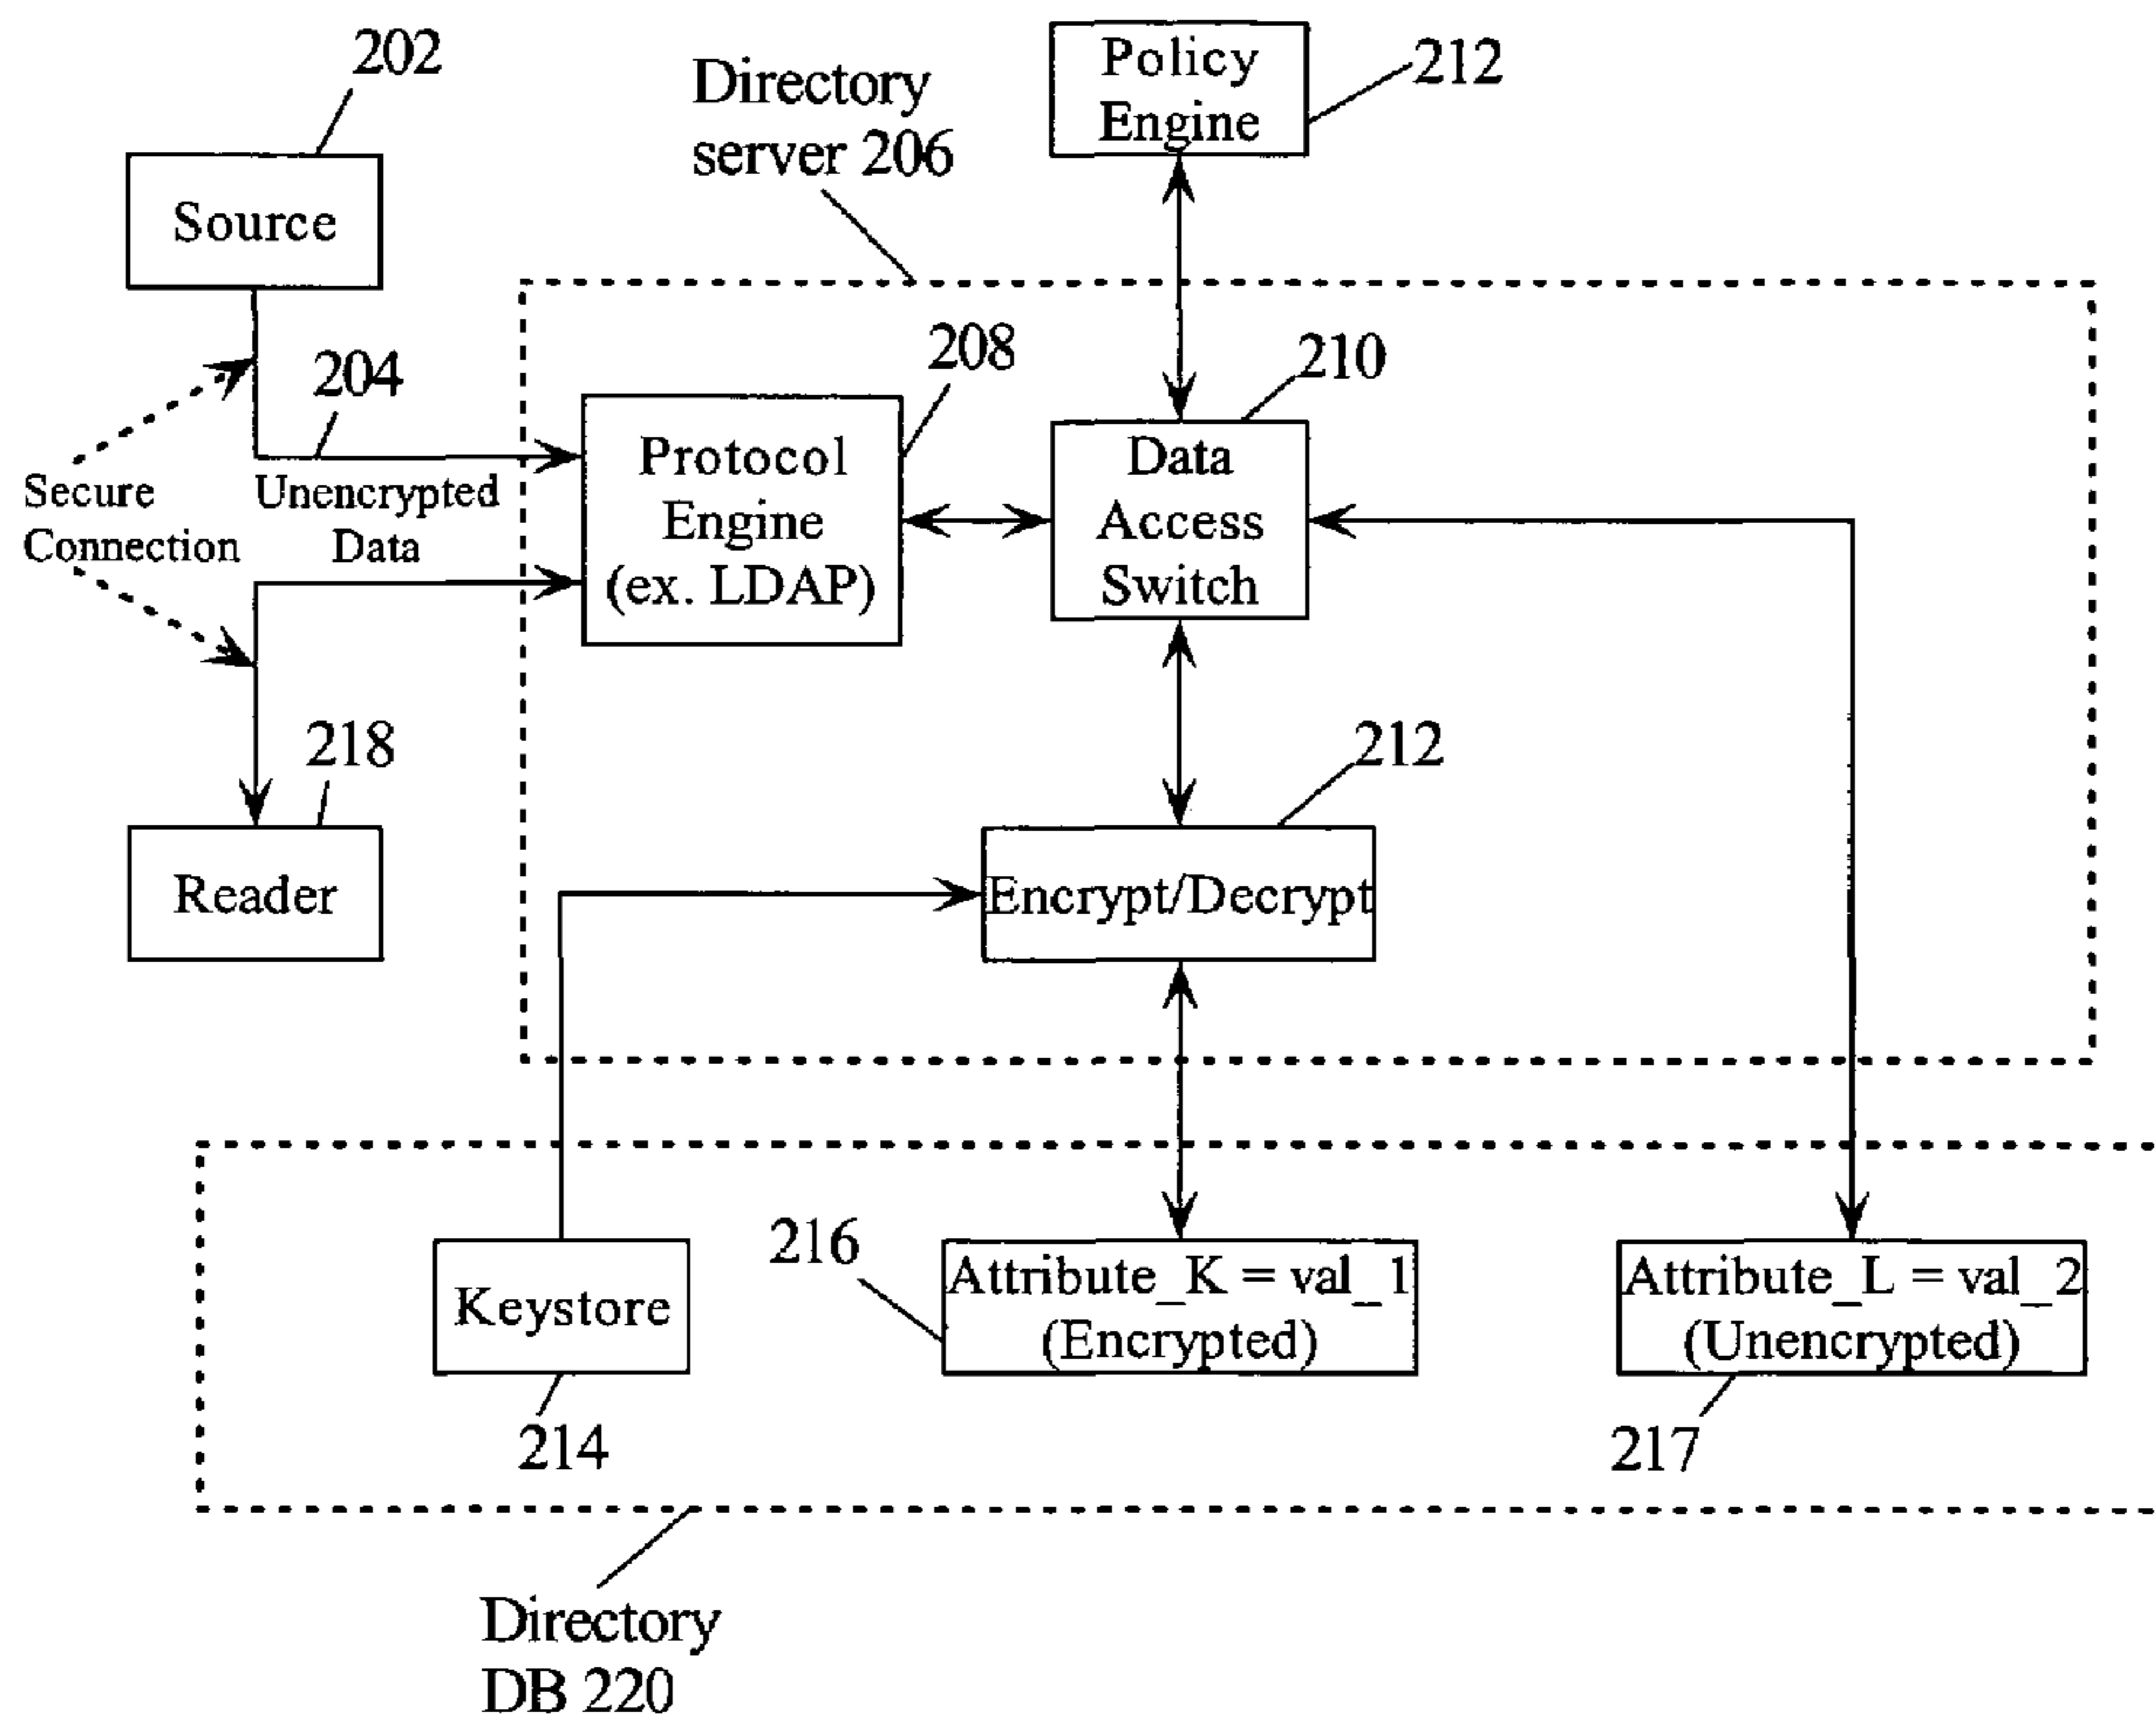 202
Directory
server 206
Policy
Engine
212
Source
204
208
210
Secure
Connection
Unencrypted
Data
Protocol
Engine
(ex. LDAP)
Data
Access
Switch
218
212
Reader
Encrypt/Decrypt
216
Keystore
Attribute_K = val_1
(Encrypted)
Attribute_L = val_2
(Unencrypted)
214
217
Directory
DB 220